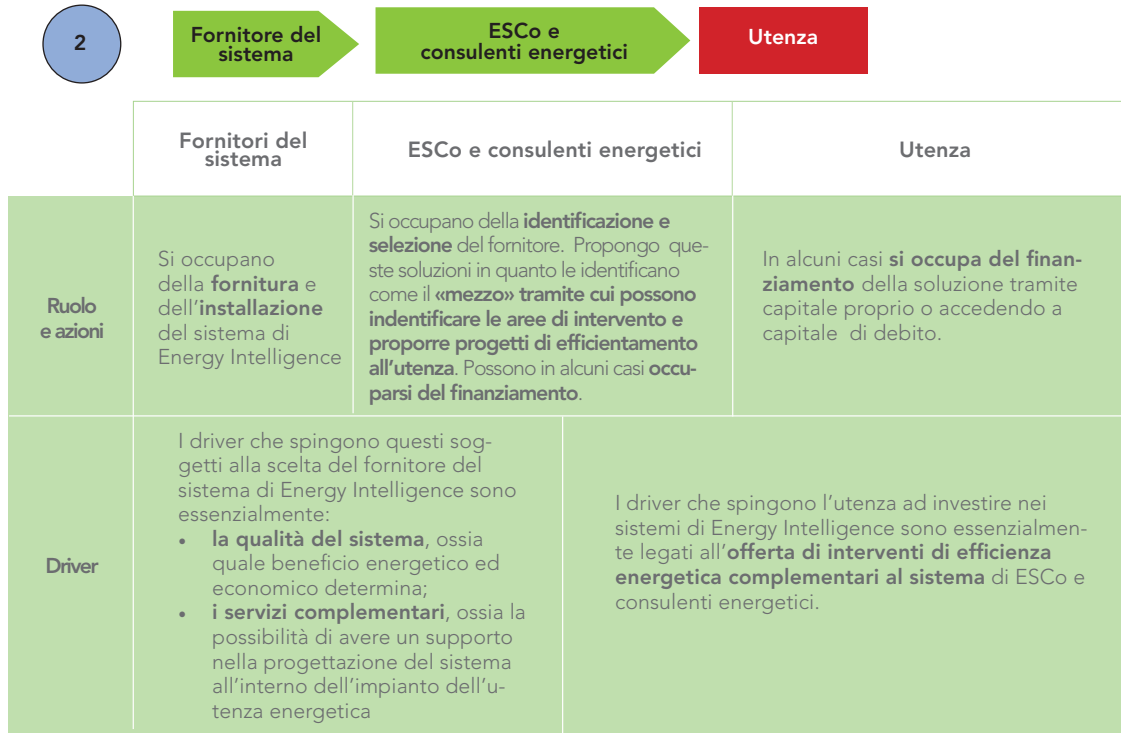 2
Fornitore del
sistema
ESCo e
consulenti energetici
Utenza
Fornitori del
sistema
ESCo e consulenti energetici
Utenza
Ruolo
e azioni
Si occupano
della fornitura e
dell'installazione
del sistema di
Energy Intelligence
Si occupano della identificazione e
selezione del fornitore. Propongo que-
ste soluzioni in quanto le identificano
come il «mezzo» tramite cui possono
indentificare le aree di intervento e
proporre progetti di efficientamento
all'utenza. Possono in alcuni casi occu-
parsi del finanziamento.
In alcuni casi si occupa del finan-
ziamento della soluzione tramite
capitale proprio o accedendo a
capitale di debito.
Driver
I driver che spingono questi sog-
getti alla scelta del fornitore del
sistema di Energy Intelligence sono
essenzialmente:
• la qualità del sistema, ossia
quale beneficio energetico ed
economico determina;
• i servizi complementari, ossia la
possibilità di avere un supporto
nella progettazione del sistema
all'interno dell'impianto dell'u-
tenza energetica
I driver che spingono l'utenza ad investire nei
sistemi di Energy Intelligence sono essenzialmen-
te legati all'offerta di interventi di efficienza
energetica complementari al sistema di ESCo e
consulenti energetici.